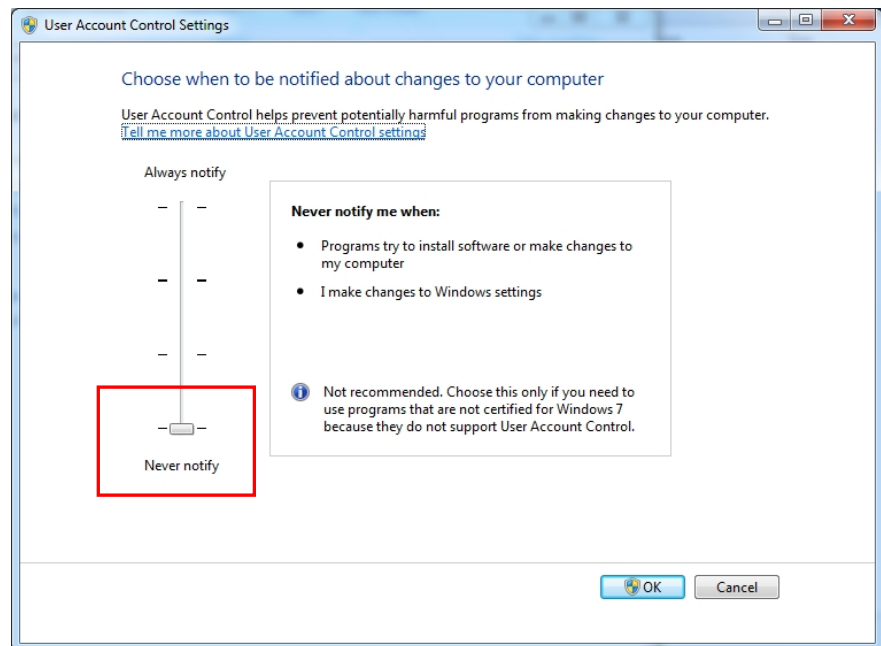 User Account Control Settings
Choose when to be notified about changes to your computer
User Account Control helps prevent potentially harmful programs from making changes to your computer.
Tell me more about User Account Control settings
Always notify
Never notify me when:
Programs try to install software or make changes to
my computer
I make changes to Windows settings
Not recommended. Choose this only if you need to
use programs that are not certified for Windows 7
because they do not support User Account Control.
Never notify
OK
Cancel